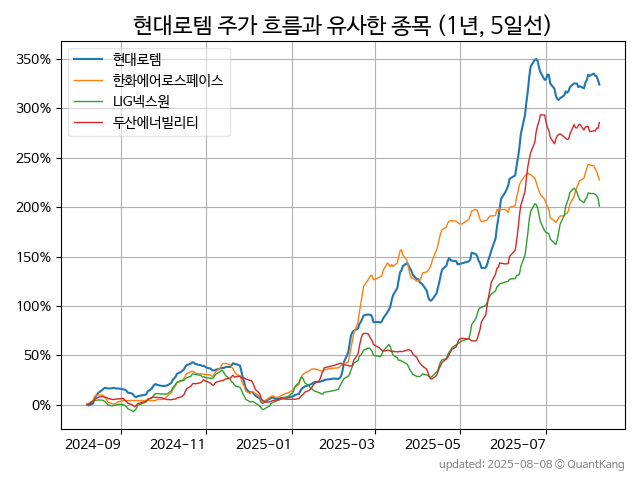 현대로템 주가 흐름과 유사한 종목 (1년, 5일선)
350%
300%
250%
200%
150%
100%
50%
0%
현대로템
한화에어로스페이스
LIG넥스원
두산에너빌리티
2024-09
2024-11
2025-01
2025-03
2025-05
2025-07
updated: 2025-08-08 © QuantKang